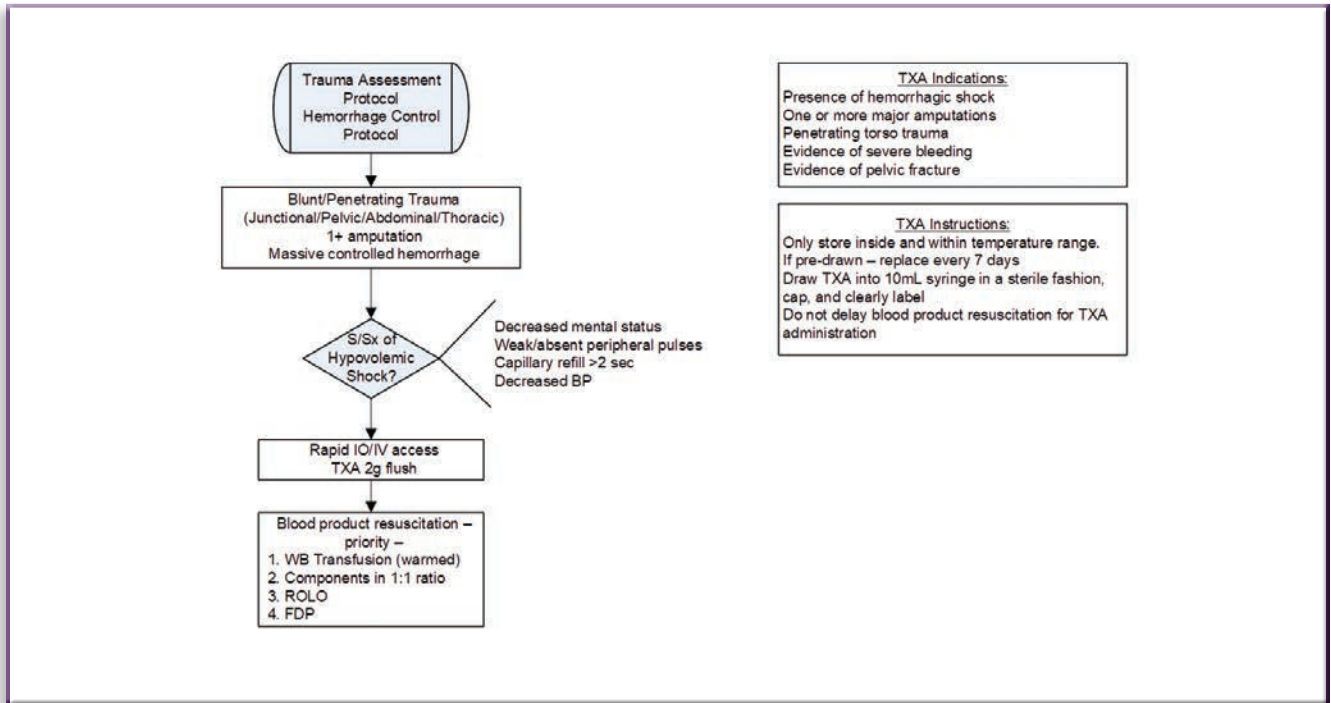 Trauma Assessment
Protocol
Hemorrhage Control
Protocol
Blunt/Penetrating Trauma
(Junctional/Pelvic/Abdominal/Thoracic)
1+ amputation
Massive controlled hemorrhage
S/Sx of
Hypovolemic
Shock?
Decreased mental status
Weak/absent peripheral pulses
Capillary refill >2 sec
Decreased BP
Rapid IO/IV access
TXA 2g flush
Blood product resuscitation –
priority –
1. WB Transfusion (warmed)
2. Components in 1:1 ratio
3. ROLO
4. FDP
TXA Indications:
Presence of hemorrhagic shock
One or more major amputations
Penetrating torso trauma
Evidence of severe bleeding
Evidence of pelvic fracture
TXA Instructions:
Only store inside and within temperature range.
If pre-drawn – replace every 7 days
Draw TXA into 10mL syringe in a sterile fashion,
cap, and clearly label
Do not delay blood product resuscitation for TXA
administration